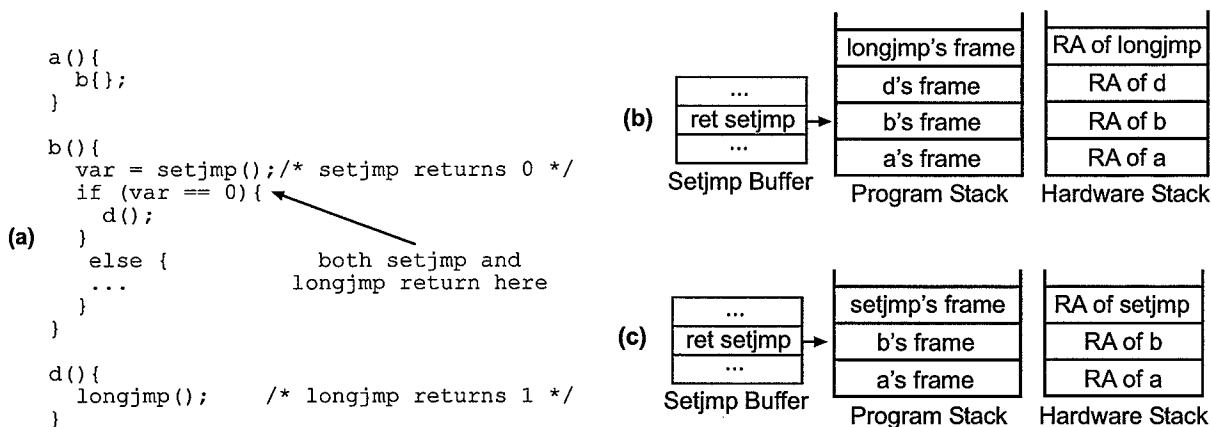 a(){
b{};
}
b(){
var = setjmp();/* setjmp returns 0 */
if (var == 0){
d();
}
(a)
else {
...
}
}
both setjmp and
longjmp return here
d(){
longjmp();     /* longjmp returns 1 */
}
(b)
...
ret setjmp
...
Setjmp Buffer
longjmp's frame
d's frame
b's frame
a's frame
Program Stack
RA of longjmp
RA of d
RA of b
RA of a
Hardware Stack
(c)
...
ret setjmp
...
Setjmp Buffer
setjmp's frame
b's frame
a's frame
Program Stack
RA of setjmp
RA of b
RA of a
Hardware Stack